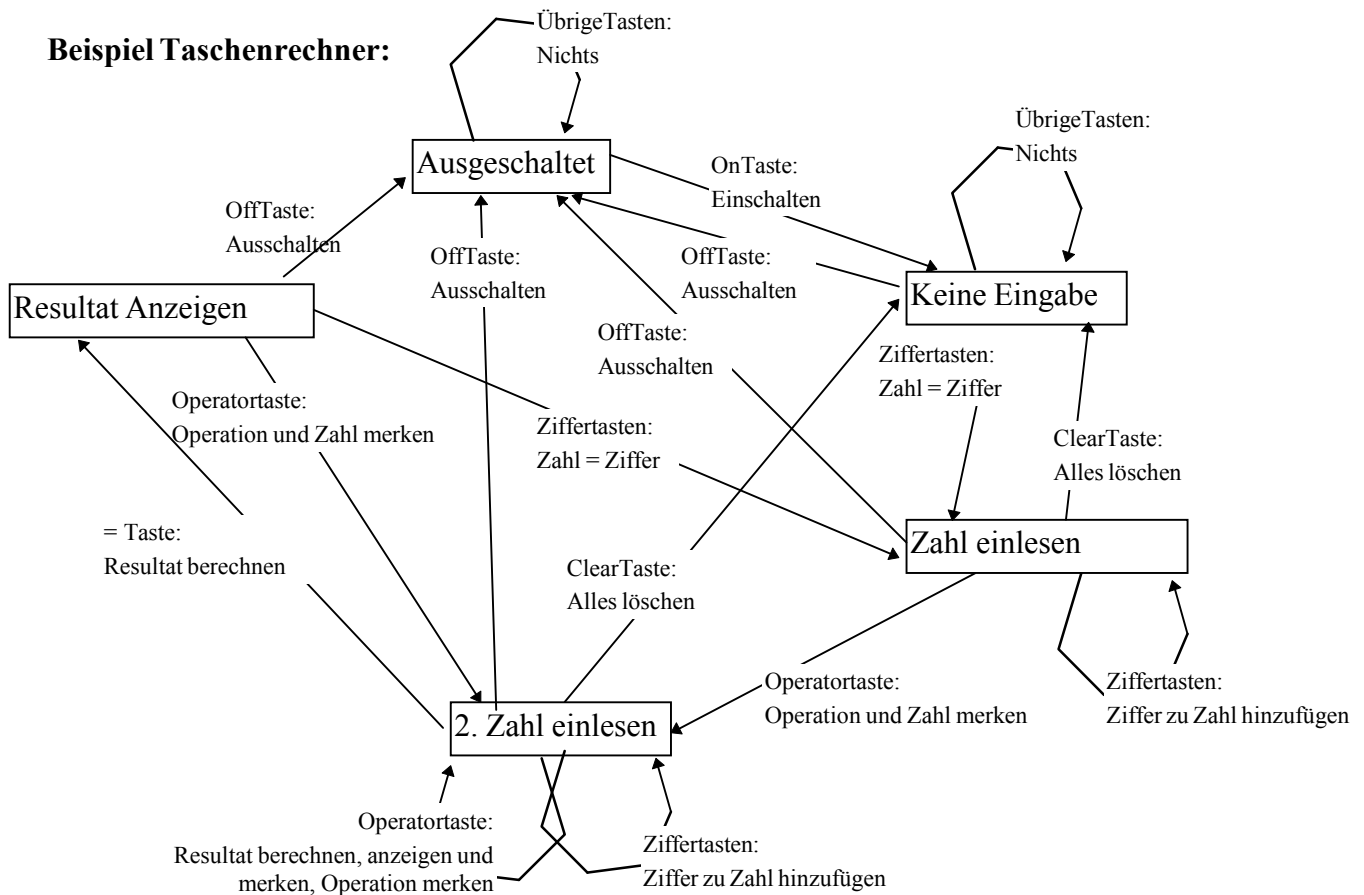 Beispiel Taschenrechner:
ÜbrigeTasten:
Nichts
ÜbrigeTasten:
Nichts
Ausgeschaltet
OnTaste:
Einschalten
OffTaste:
Ausschalten
OffTaste:
Ausschalten
OffTaste:
Ausschalten
Resultat Anzeigen
Keine Eingabe
OffTaste:
Ausschalten
Ziffertasten:
Zahl = Ziffer
Operatortaste:
Operation und Zahl merken
Ziffertasten:
Zahl = Ziffer
ClearTaste:
Alles löschen
= Taste:
Resultat berechnen
Zahl einlesen
ClearTaste:
Alles löschen
Operatortaste:
Operation und Zahl merken
Ziffertasten:
Ziffer zu Zahl hinzufügen
2. Zahl einlesen
Operatortaste:
Resultat berechnen, anzeigen und
merken, Operation merken
Ziffertasten:
Ziffer zu Zahl hinzufügen